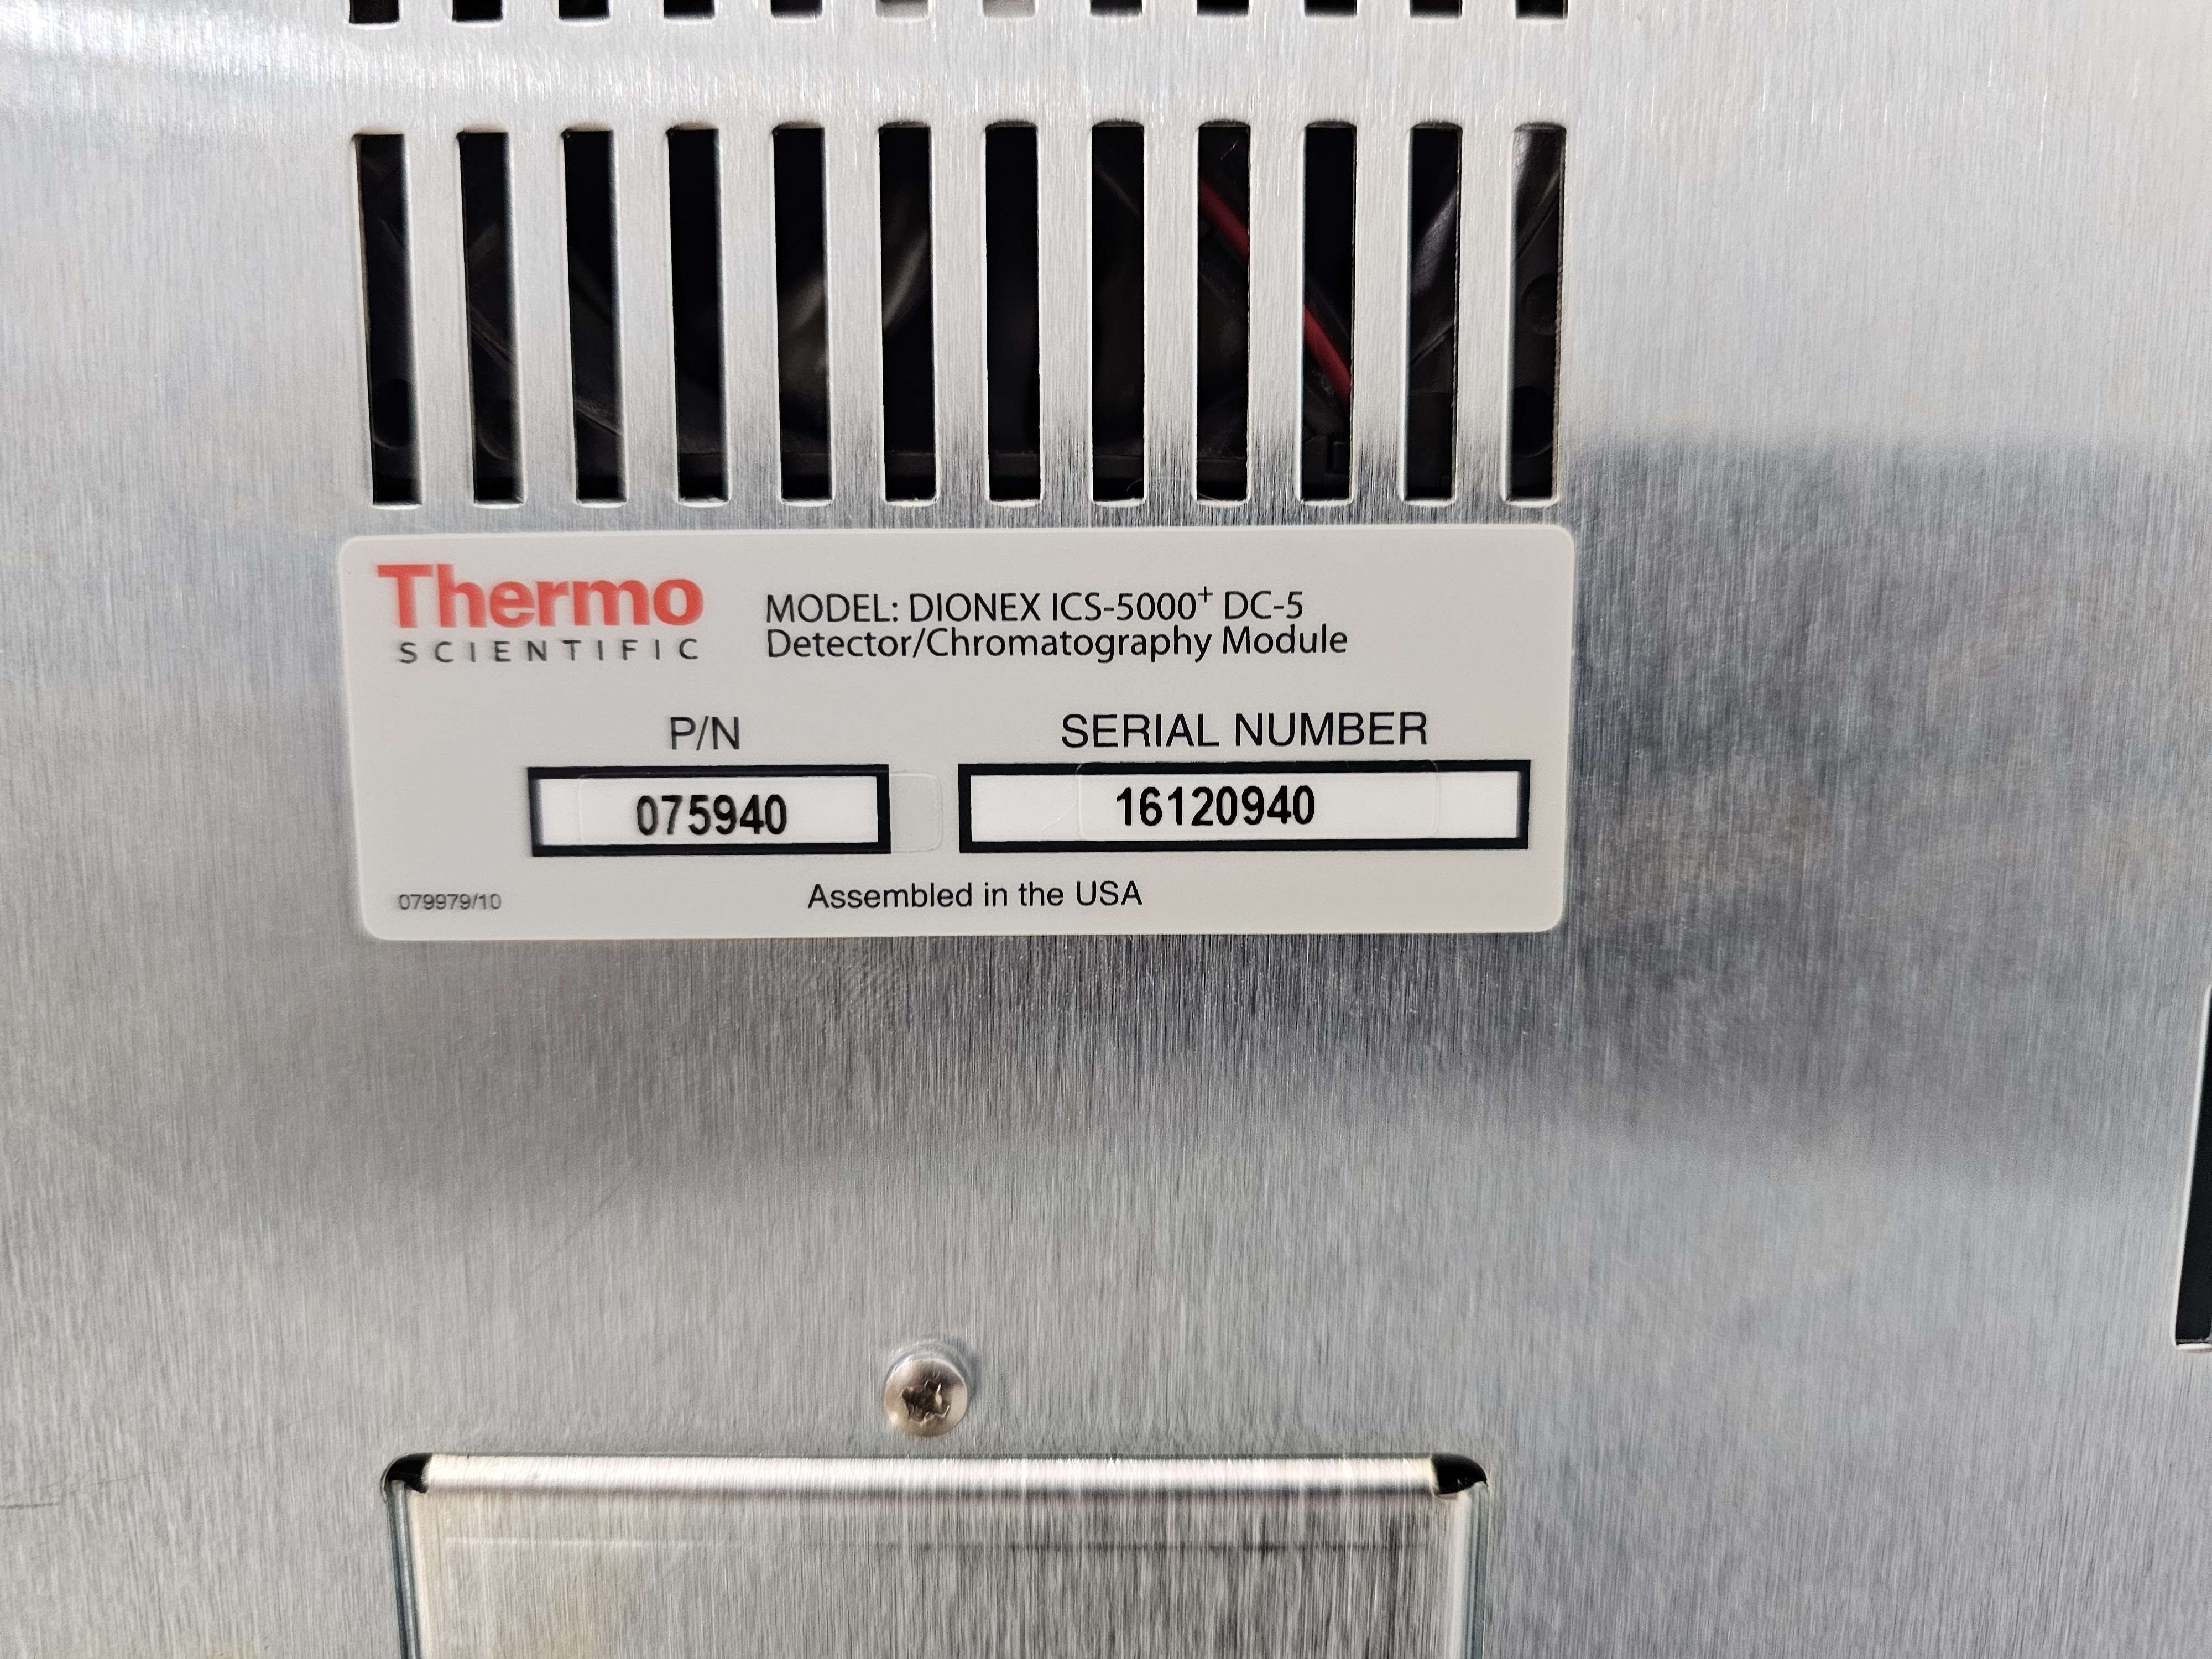 Thermo
SCIENTIFIC
MODEL: DIONEX ICS-5000⁺ DC-5
Detector/Chromatography Module
P/N
SERIAL NUMBER
075940
16120940
079979/10
Assembled in the USA